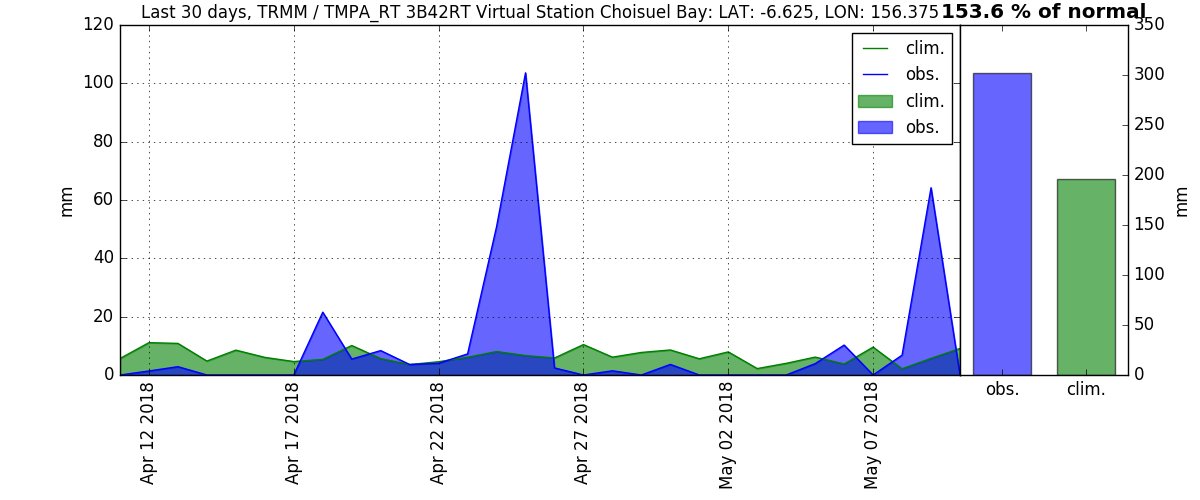 Last 30 days, TRMM / TMPA_RT 3B42RT Virtual Station Choisuel Bay: LAT: -6.625, LON: 156.375
153.6 % of normal
120
100
80
60
40
20
0
mm
clim.
obs.
clim.
obs.
350
300
250
200
150
100
50
0
mm
Apr 12 2018
Apr 17 2018
Apr 22 2018
Apr 27 2018
May 02 2018
May 07 2018
obs.
clim.